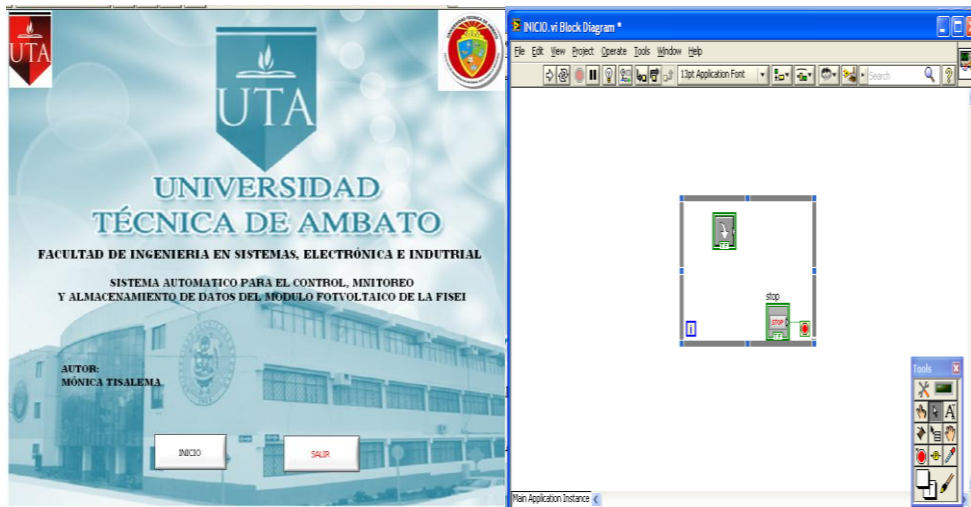 UTA
UTA
UNIVERSIDAD
TÉCNICA DE AMBATO
FACULTAD DE INGENIERIA EN SISTEMAS, ELECTRÓNICA E INDUTRIAL
SISTEMA AUTOMATICO PARA EL CONTROL, MNITOREO
Y ALMACENAMIENTO DE DATOS DEL MODULO FOTVOLTAICO DE LA FISEI
AUTOR:
MÓNICA TISALEMA
INICIO
SALIR
INICIO.vi Block Diagram *
File Edit View Project Operate Tools Window Help
13pt Application Font
Search
TF
stop
STOP
TF
i
Tools
A
Main Application Instance